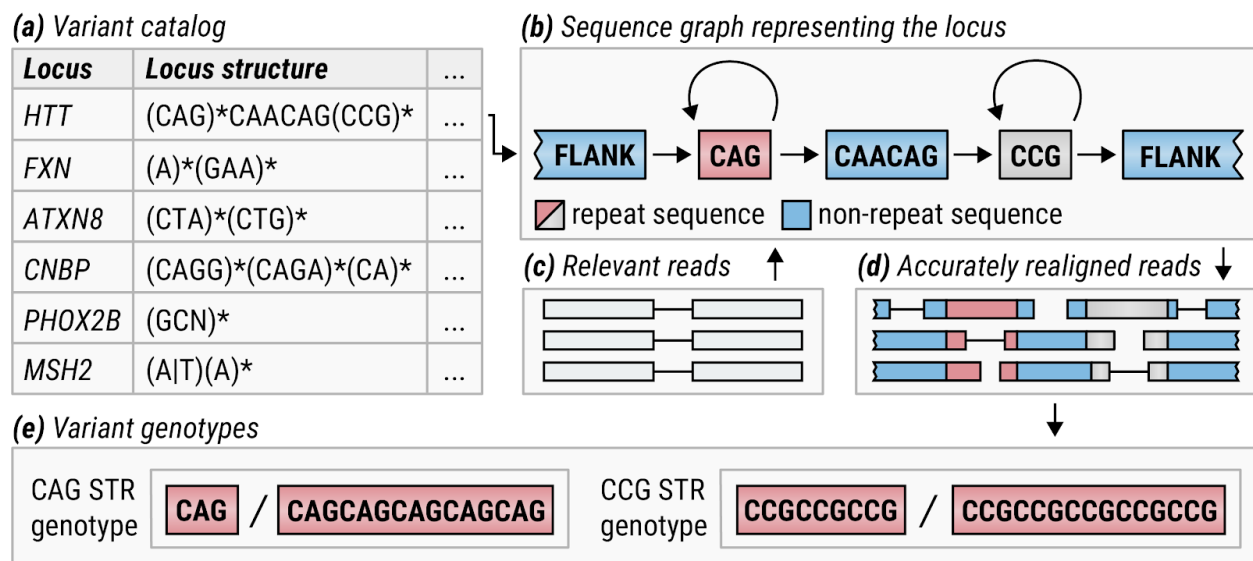 (a) Variant catalog
Locus Locus structure ...
HTT (CAG)*CAACAG(CCG)* ...
FXN (A)*(GAA)* ...
ATXN8 (CTA)*(CTG)* ...
CNBP (CAGG)*(CAGA)*(CA)* ...
PHOX2B (GCN)* ...
MSH2 (A|T)(A)* ...
(b) Sequence graph representing the locus
FLANK CAG CAACAG CCG FLANK
repeat sequence non-repeat sequence
(c) Relevant reads
(d) Accurately realigned reads
(e) Variant genotypes
CAG STR
genotype
CAG / CAGCAGCAGCAGCAG
CCG STR
genotype
CCGCCGCCG / CCGCCGCCGCCGCCG